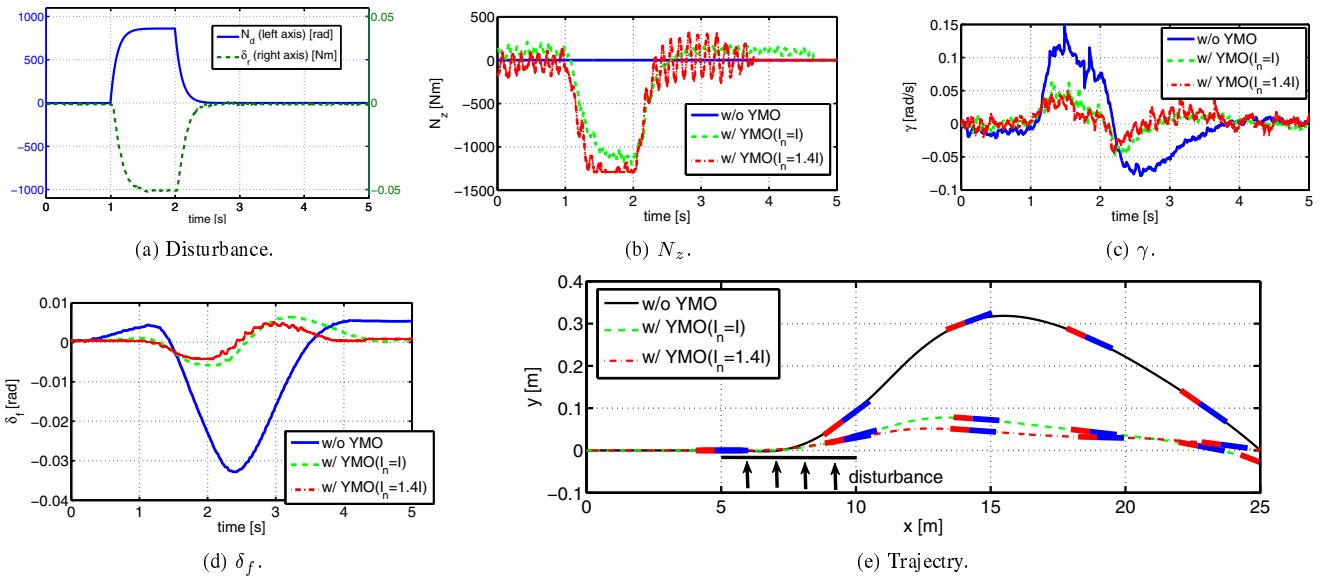 1000
500
0
−500
−1000
0.05
0
−0.05
N_d (left axis) [rad]
δ_r (right axis) [Nm]
0 1 2 3 4 5
time [s]
(a) Disturbance.
500
0
−500
−1000
−1500
N_z [Nm]
w/o YMO
w/ YMO(I_n=I)
w/ YMO(I_n=1.4I)
0 1 2 3 4 5
time [s]
(b) N_z.
0.15
0.1
0.05
0
−0.05
−0.1
γ [rad/s]
w/o YMO
w/ YMO(I_n=I)
w/ YMO(I_n=1.4I)
0 1 2 3 4 5
time [s]
(c) γ.
0.01
0
−0.01
−0.02
−0.03
−0.04
δ_f [rad]
w/o YMO
w/ YMO(I_n=I)
w/ YMO(I_n=1.4I)
0 1 2 3 4 5
time [s]
(d) δ_f.
0.4
0.3
0.2
0.1
0
−0.1
y [m]
w/o YMO
w/ YMO(I_n=I)
w/ YMO(I_n=1.4I)
disturbance
0 5 10 15 20 25
x [m]
(e) Trajectory.